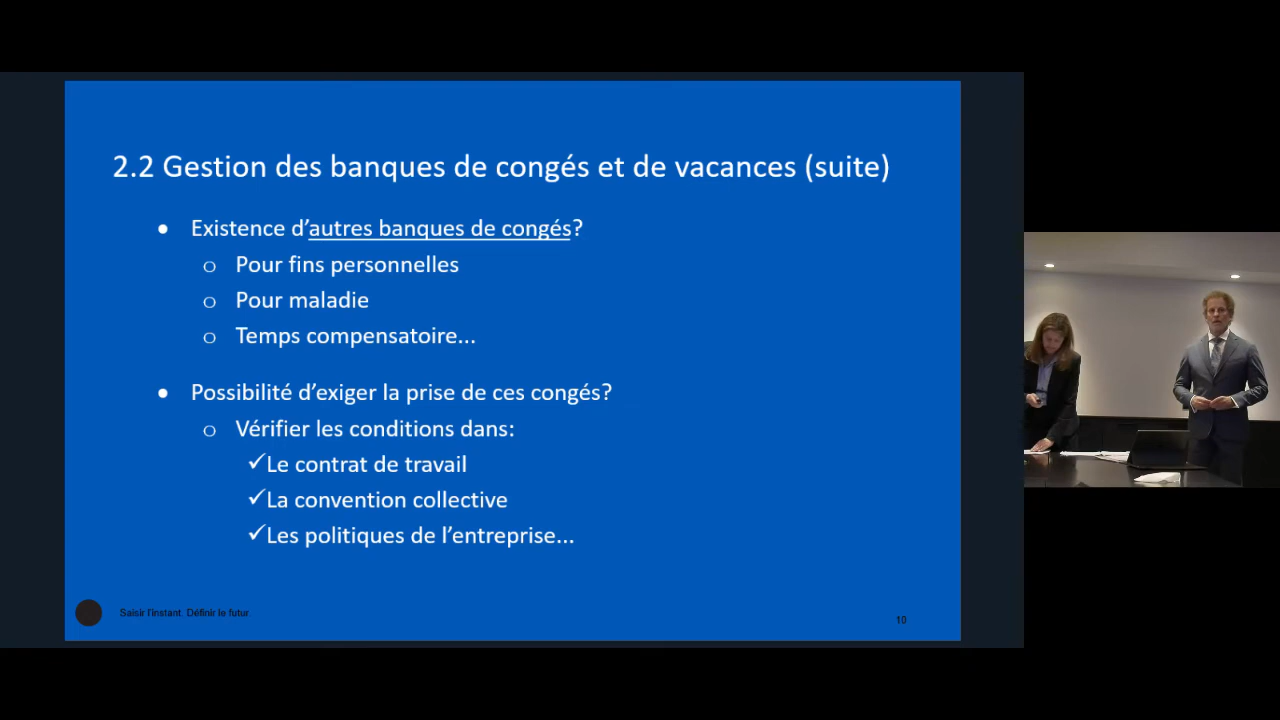 2.2 Gestion des banques de congés et de vacances (suite)
● Existence d’autres banques de congés?
o Pour fins personnelles
o Pour maladie
o Temps compensatoire...
● Possibilité d’exiger la prise de ces congés?
o Vérifier les conditions dans:
✓Le contrat de travail
✓La convention collective
✓Les politiques de l’entreprise...
Saisir l'instant. Définir le futur.
10